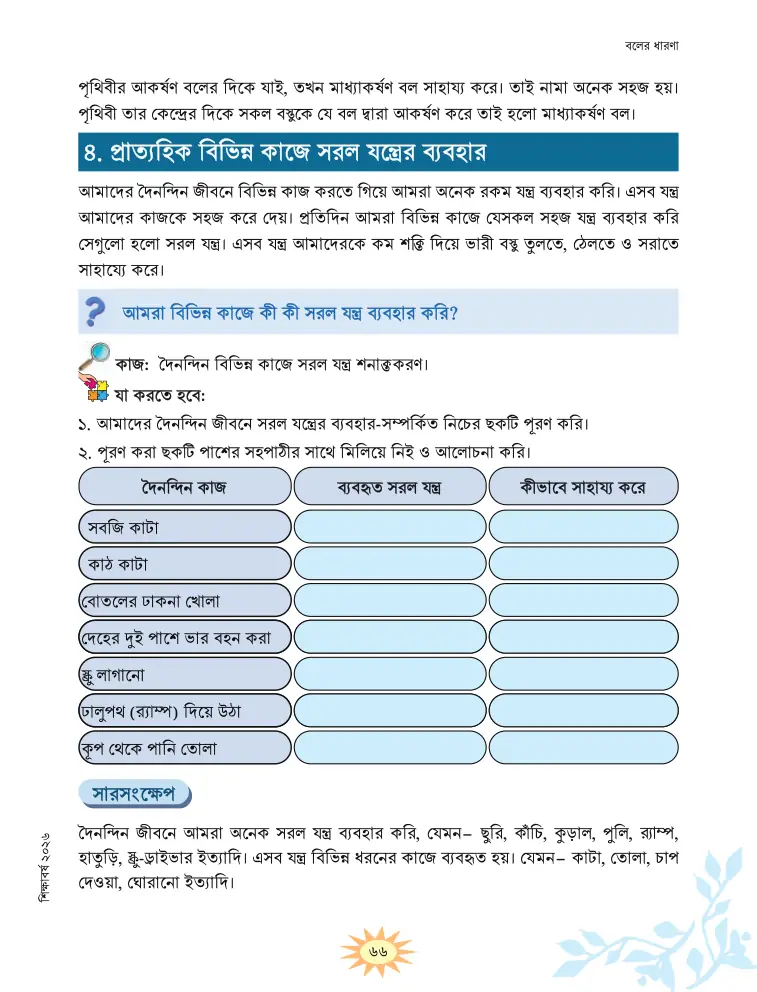 বলের ধারণা
পৃথিবীর আকর্ষণ বলের দিকে যাই, তখন মাধ্যাকর্ষণ বল সাহায্য করে। তাই নামা অনেক সহজ হয়।
পৃথিবী তার কেন্দ্রের দিকে সকল বস্তুকে যে বল দ্বারা আকর্ষণ করে তাই হলো মাধ্যাকর্ষণ বল।
৪. প্রাত্যহিক বিভিন্ন কাজে সরল যন্ত্রের ব্যবহার
আমাদের দৈনন্দিন জীবনে বিভিন্ন কাজ করতে গিয়ে আমরা অনেক রকম যন্ত্র ব্যবহার করি। এসব যন্ত্র
আমাদের কাজকে সহজ করে দেয়। প্রতিদিন আমরা বিভিন্ন কাজে যেসকল সহজ যন্ত্র ব্যবহার করি
সেগুলো হলো সরল যন্ত্র। এসব যন্ত্র আমাদেরকে কম শক্তি দিয়ে ভারী বস্তু তুলতে, ঠেলতে ও সরাতে
সাহায্যে করে।
? আমরা বিভিন্ন কাজে কী কী সরল যন্ত্র ব্যবহার করি?
কাজ: দৈনন্দিন বিভিন্ন কাজে সরল যন্ত্র শনাক্তকরণ।
যা করতে হবে:
১. আমাদের দৈনন্দিন জীবনে সরল যন্ত্রের ব্যবহার-সম্পর্কিত নিচের ছকটি পূরণ করি।
২. পূরণ করা ছকটি পাশের সহপাঠীর সাথে মিলিয়ে নিই ও আলোচনা করি।
দৈনন্দিন কাজ ব্যবহৃত সরল যন্ত্র কীভাবে সাহায্য করে
সবজি কাটা
কাঠ কাটা
বোতলের ঢাকনা খোলা
দেহের দুই পাশে ভার বহন করা
স্ক্রু লাগানো
ঢালুপথ (র‍্যাম্প) দিয়ে উঠা
কূপ থেকে পানি তোলা
সারসংক্ষেপ
দৈনন্দিন জীবনে আমরা অনেক সরল যন্ত্র ব্যবহার করি, যেমন– ছুরি, কাঁচি, কুড়াল, পুলি, র‍্যাম্প,
হাতুড়ি, স্ক্রু-ড্রাইভার ইত্যাদি। এসব যন্ত্র বিভিন্ন ধরনের কাজে ব্যবহৃত হয়। যেমন– কাটা, তোলা, চাপ
দেওয়া, ঘোরানো ইত্যাদি।
শিক্ষাবর্ষ ২০২৬
৬৬